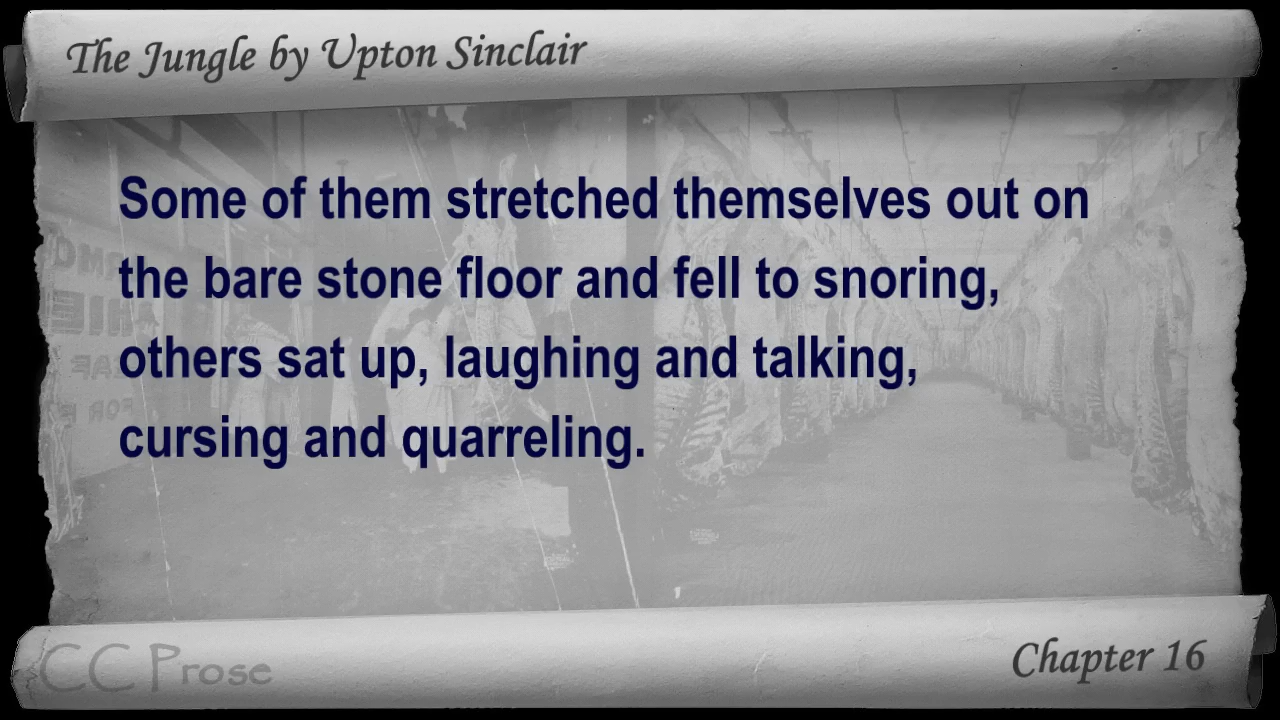 The Jungle by Upton Sinclair
Some of them stretched themselves out on
the bare stone floor and fell to snoring,
others sat up, laughing and talking,
cursing and quarreling.
CC Prose
Chapter 16